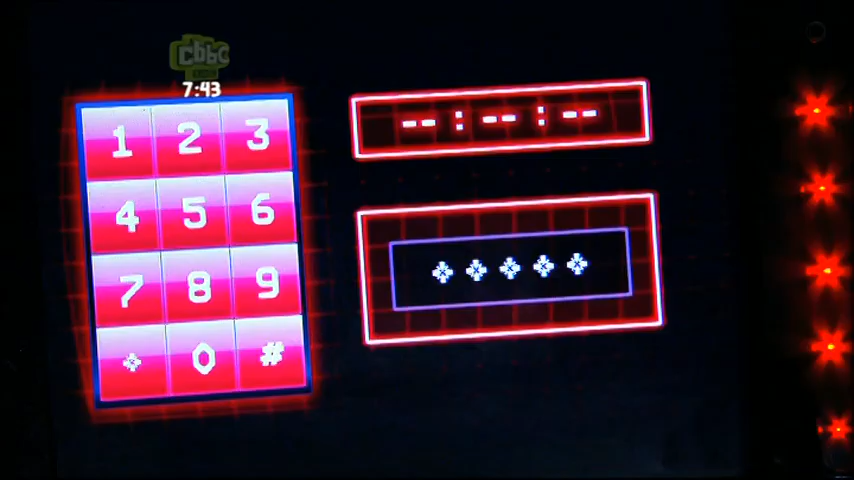 cbbc
7:43
-- : -- : --
1 2 3
4 5 6
7 8 9
* 0 #
*****